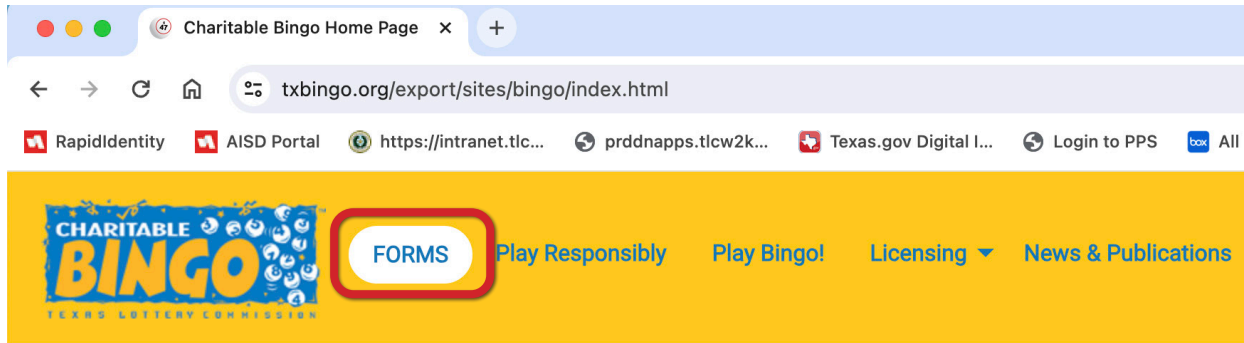 Charitable Bingo Home Page
txbingo.org/export/sites/bingo/index.html
RapidIdentity AISD Portal https://intranet.tlc... prddnapps.tlcw2k... Texas.gov Digital I... Login to PPS box All
CHARITABLE
BINGO
TEXAS LOTTERY COMMISSION
FORMS Play Responsibly Play Bingo! Licensing News & Publications